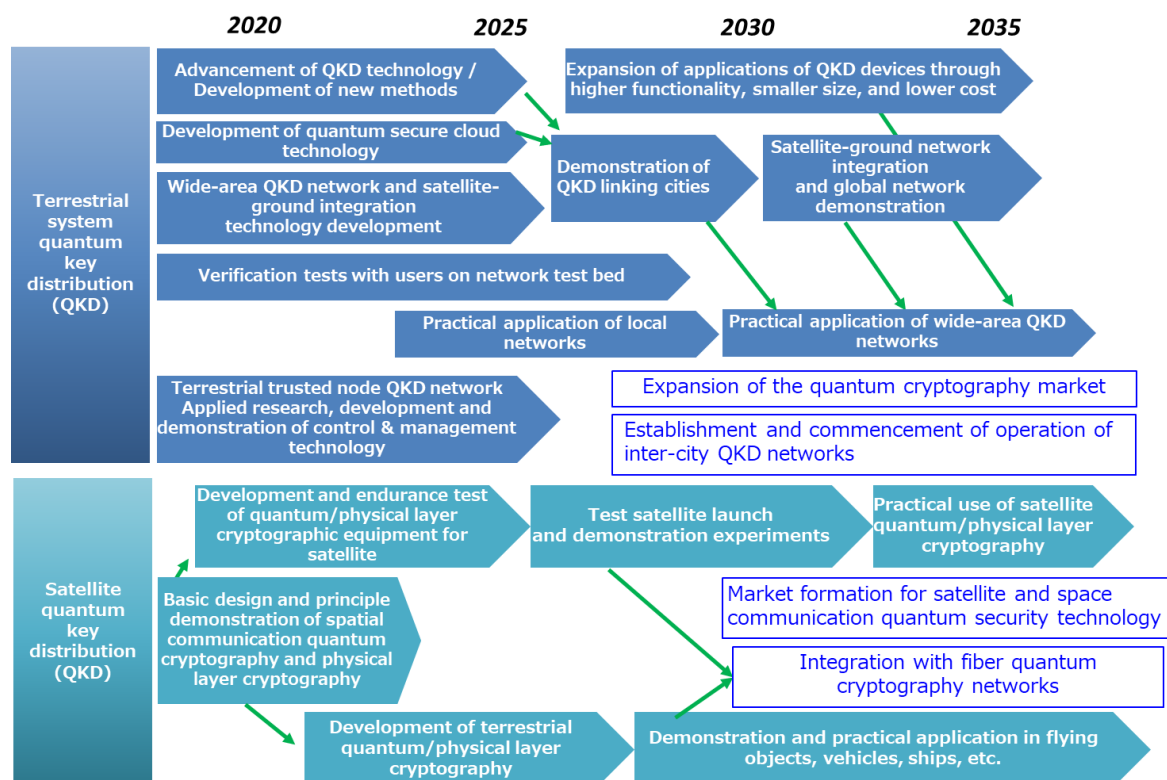 2020
2025
2030
2035
Terrestrial
system
quantum
key
distribution
(QKD)
Advancement of QKD technology /
Development of new methods
Expansion of applications of QKD devices through
higher functionality, smaller size, and lower cost
Development of quantum secure cloud
technology
Demonstration of
QKD linking cities
Satellite-ground network
integration
and global network
demonstration
Wide-area QKD network and satellite-
ground integration
technology development
Verification tests with users on network test bed
Practical application of local
networks
Practical application of wide-area QKD
networks
Terrestrial trusted node QKD network
Applied research, development and
demonstration of control & management
technology
Expansion of the quantum cryptography market
Establishment and commencement of operation of
inter-city QKD networks
Satellite
quantum
key
distribution
(QKD)
Development and endurance test
of quantum/physical layer
cryptographic equipment for
satellite
Test satellite launch
and demonstration experiments
Practical use of satellite
quantum/physical layer
cryptography
Basic design and principle
demonstration of spatial
communication quantum
cryptography and physical
layer cryptography
Market formation for satellite and space
communication quantum security technology
Integration with fiber quantum
cryptography networks
Development of terrestrial
quantum/physical layer
cryptography
Demonstration and practical application in flying
objects, vehicles, ships, etc.